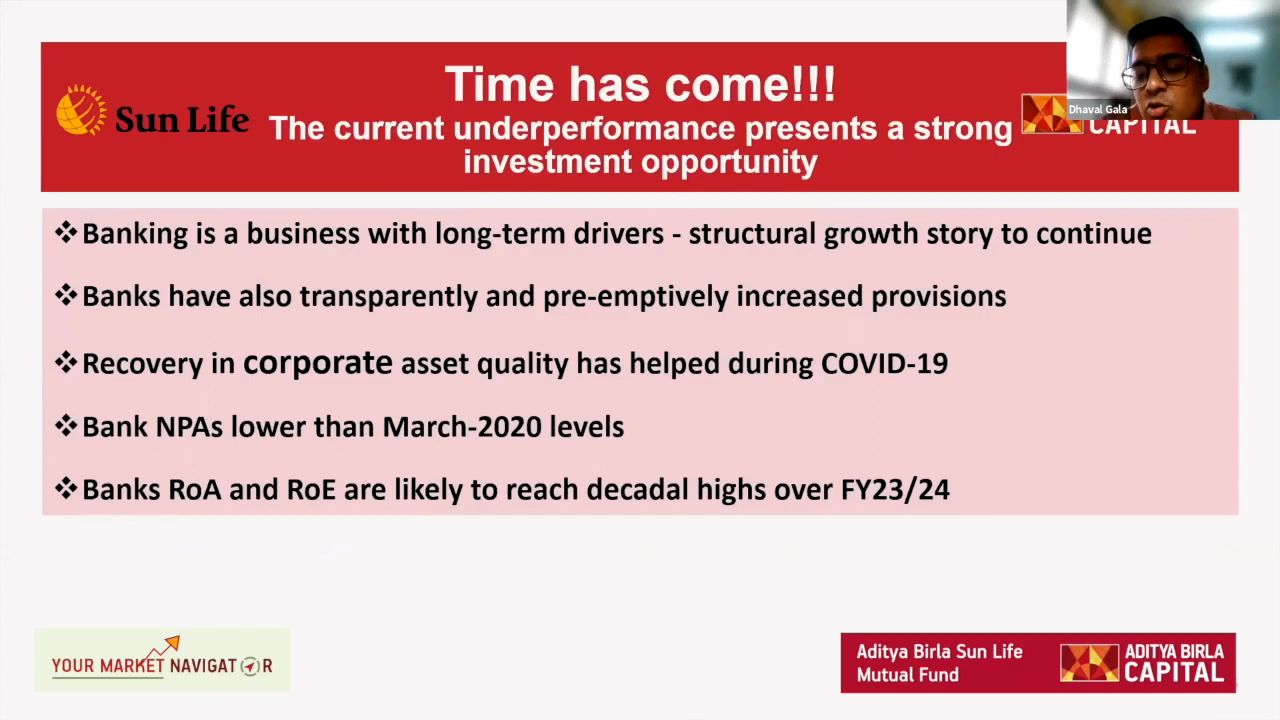 Time has come!!!
Sun Life
The current underperformance presents a strong
investment opportunity
Dhaval Gala
CAPITAL
❖Banking is a business with long-term drivers - structural growth story to continue
❖Banks have also transparently and pre-emptively increased provisions
❖Recovery in corporate asset quality has helped during COVID-19
❖Bank NPAs lower than March-2020 levels
❖Banks RoA and RoE are likely to reach decadal highs over FY23/24
YOUR MARKET NAVIGATOR
Aditya Birla Sun Life
Mutual Fund
ADITYA BIRLA
CAPITAL